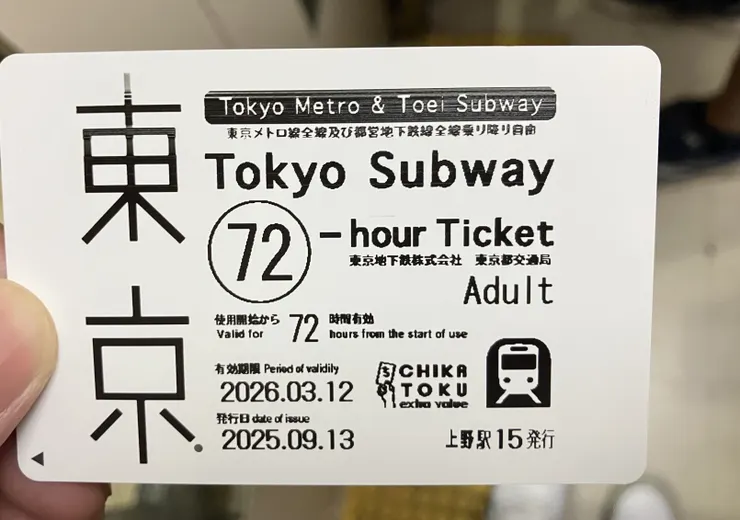 東京
Tokyo Metro & Toei Subway
東京メトロ線全線及び都営地下鉄線全線乗り降り自由
Tokyo Subway
72-hour Ticket
東京地下鉄株式会社 東京都交通局
Adult
使用開始から 72 時間有効
Valid for hours from the start of use
有効期限 Period of validily
2026.03.12
CHIKA
TOKU
extra value
発行日 date of issue
2025.09.13
上野駅15発行